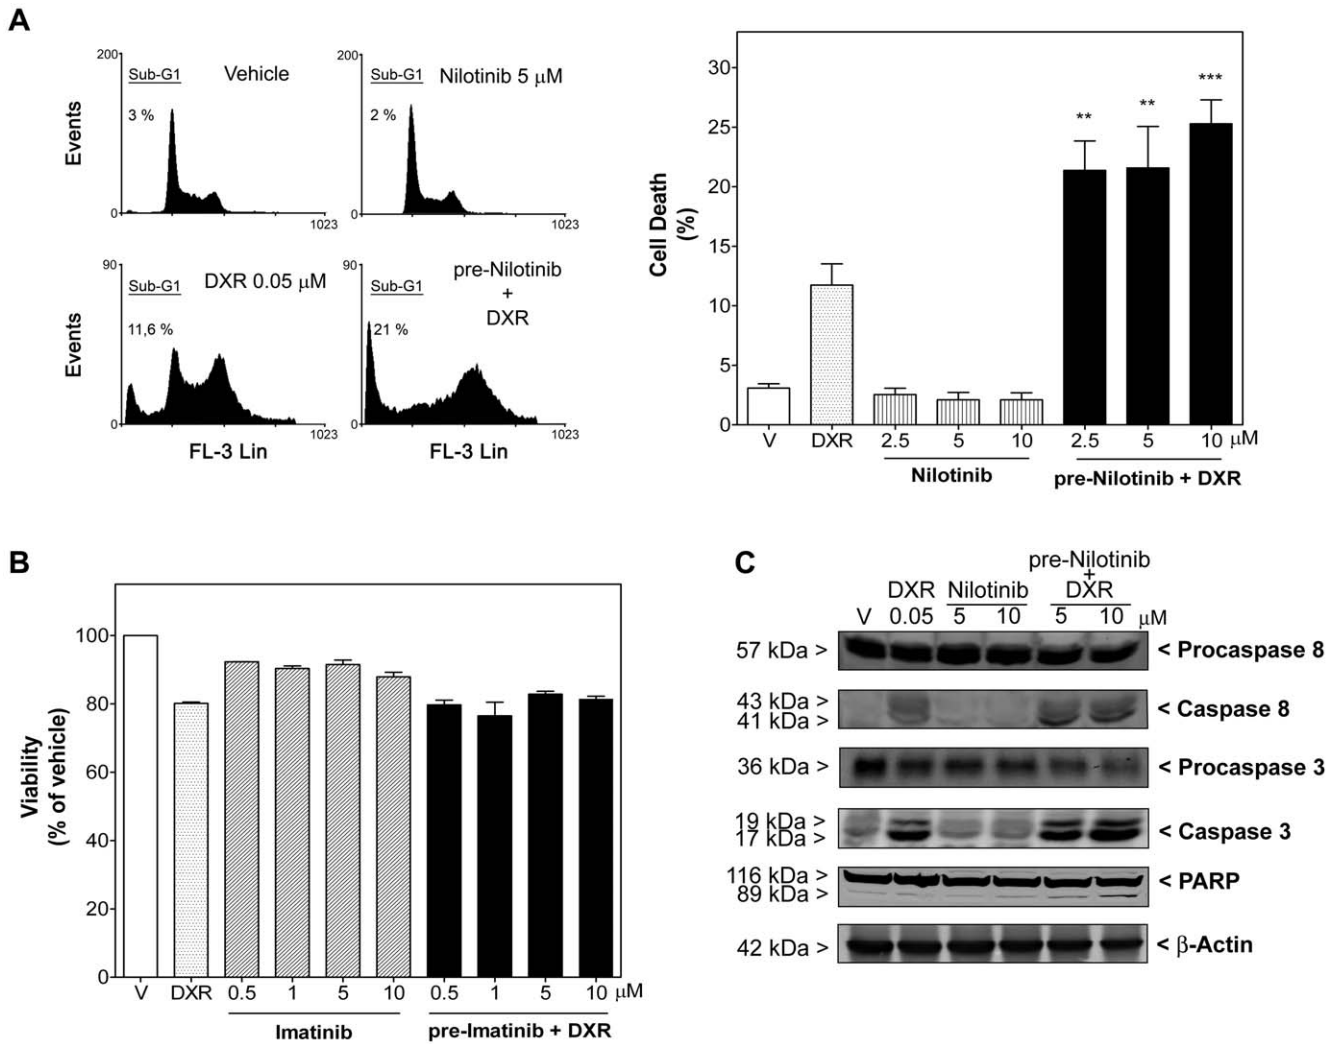 A
200
Sub-G1
Vehicle
3 %
Events
0
1023
200
Sub-G1
Nilotinib 5 μM
2 %
0
1023
90
Sub-G1
DXR 0.05 μM
11,6 %
Events
0
1023
FL-3 Lin
90
Sub-G1
pre-Nilotinib
+
DXR
21 %
0
1023
FL-3 Lin
Cell Death
(%)
30
25
20
15
10
5
0
** ** ***
V DXR 2.5 5 10 2.5 5 10 μM
Nilotinib pre-Nilotinib + DXR
B
Viability
(% of vehicle)
100
80
60
40
20
0
V DXR 0.5 1 5 10 0.5 1 5 10 μM
Imatinib pre-Imatinib + DXR
C
pre-Nilotinib
+
DXR Nilotinib DXR
V 0.05 5 10 5 10 μM
57 kDa > < Procaspase 8
43 kDa >
41 kDa > < Caspase 8
36 kDa > < Procaspase 3
19 kDa >
17 kDa > < Caspase 3
116 kDa > < PARP
89 kDa >
42 kDa > < β-Actin